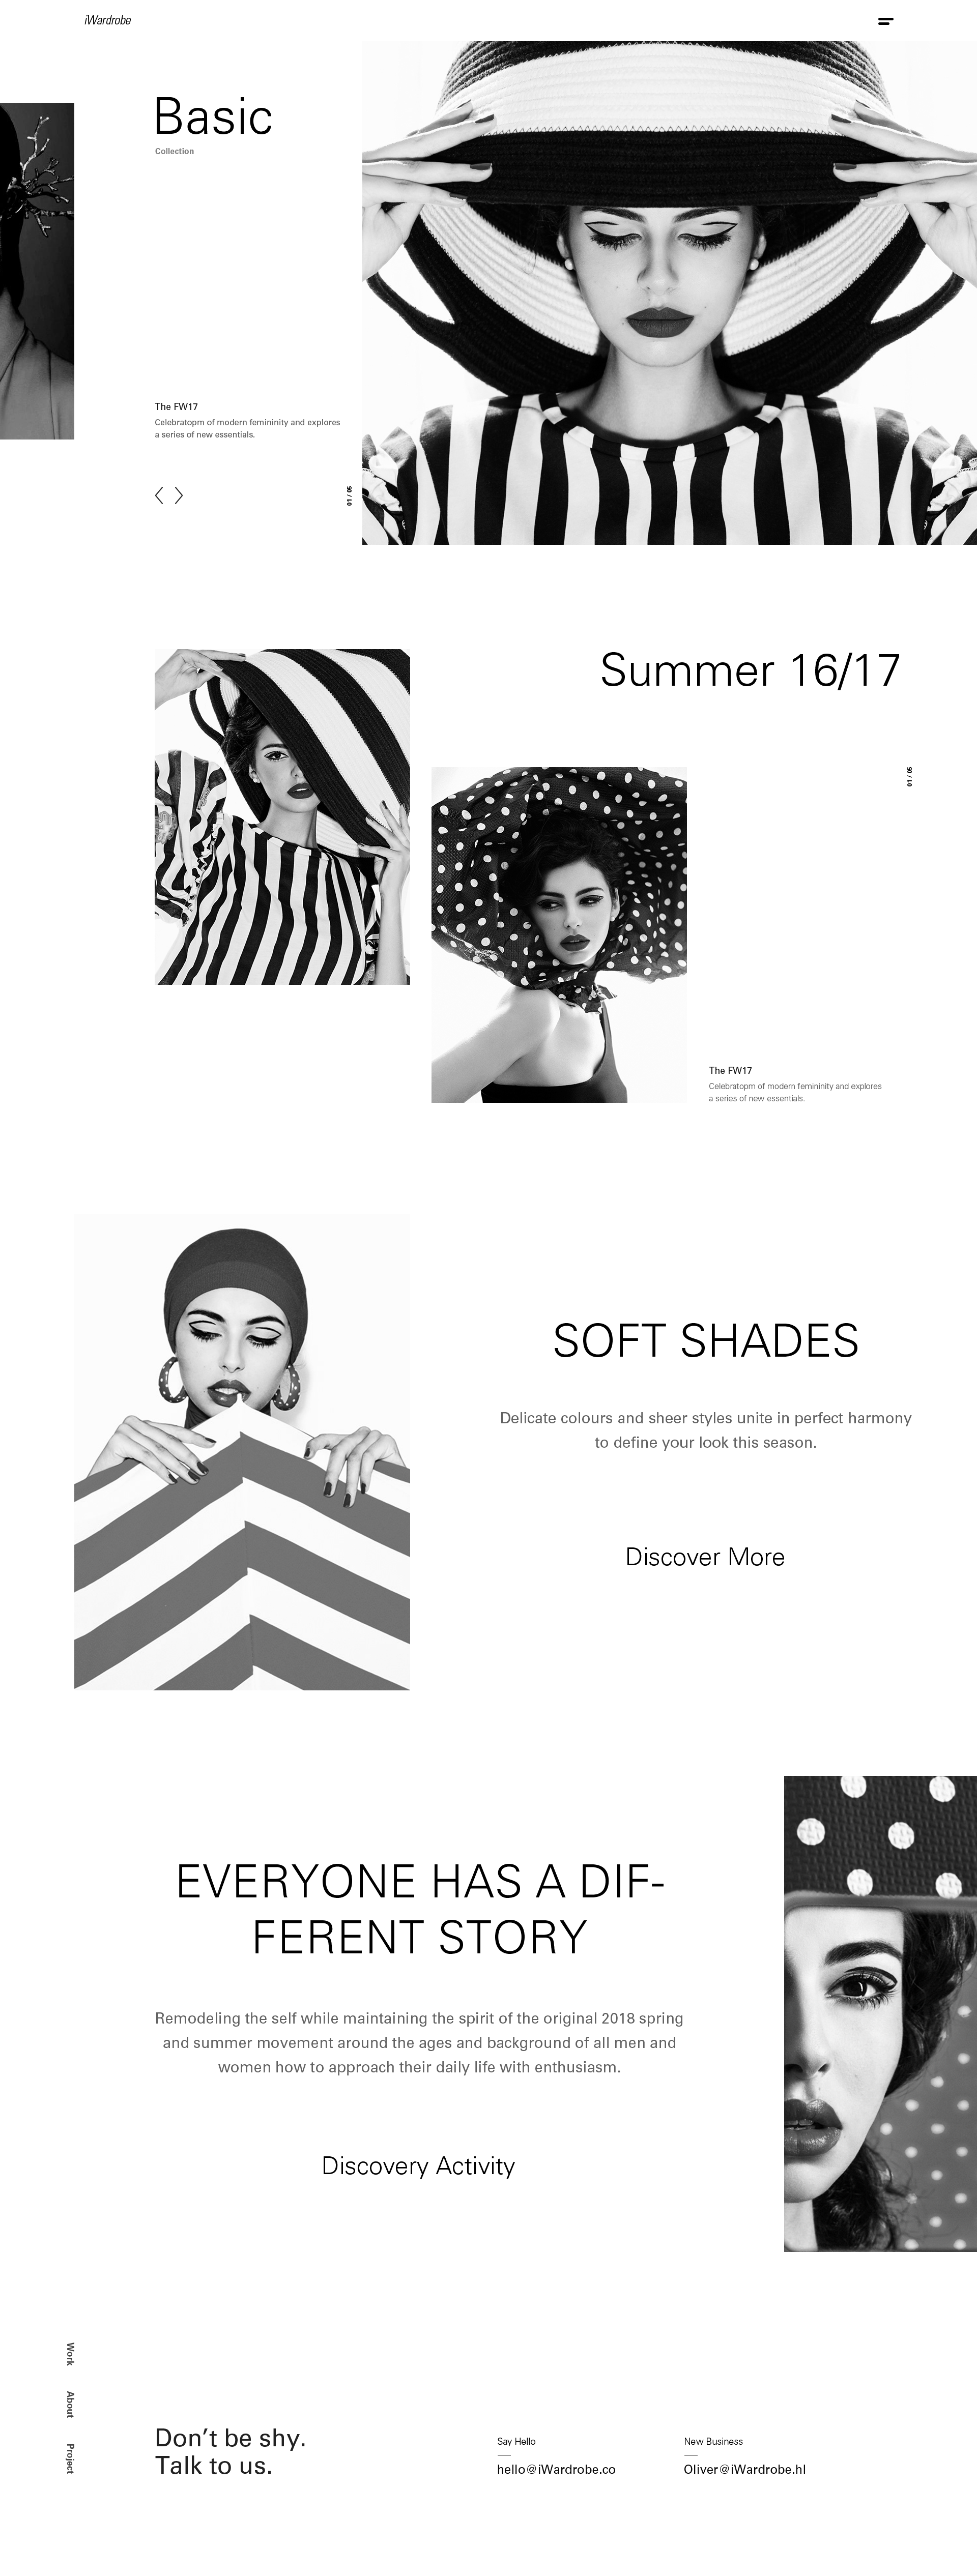 iWardrobe
Basic
Collection
The FW17
Celebratopm of modern femininity and explores
a series of new essentials.
01 / 05
Summer 16/17
01 / 05
The FW17
Celebratopm of modern femininity and explores
a series of new essentials.
SOFT SHADES
Delicate colours and sheer styles unite in perfect harmony
to define your look this season.
Discover More
EVERYONE HAS A DIF-
FERENT STORY
Remodeling the self while maintaining the spirit of the original 2018 spring
and summer movement around the ages and background of all men and
women how to approach their daily life with enthusiasm.
Discovery Activity
Work
About
Project
Don't be shy.
Talk to us.
Say Hello
hello@iWardrobe.co
New Business
Oliver@iWardrobe.hl